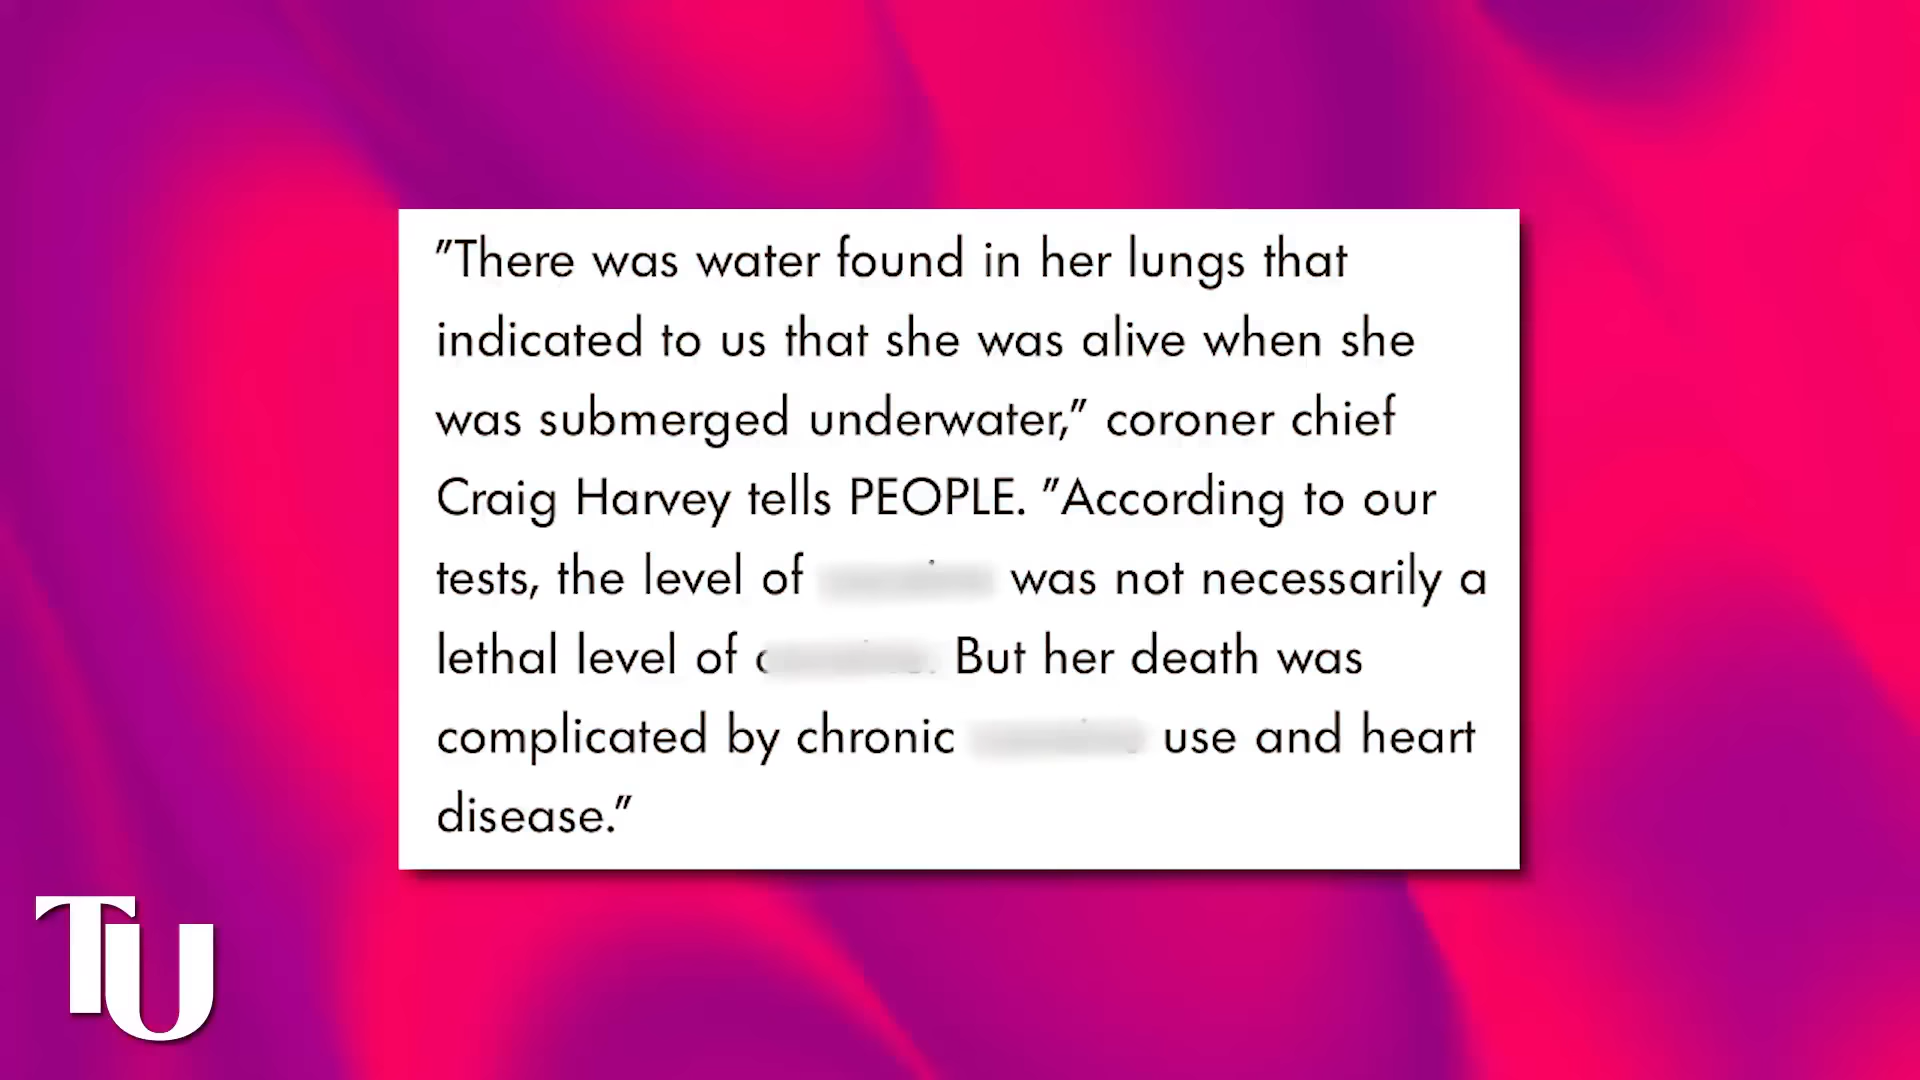 "There was water found in her lungs that
indicated to us that she was alive when she
was submerged underwater," coroner chief
Craig Harvey tells PEOPLE. "According to our
tests, the level of was not necessarily a
lethal level of But her death was
complicated by chronic use and heart
disease."
TU